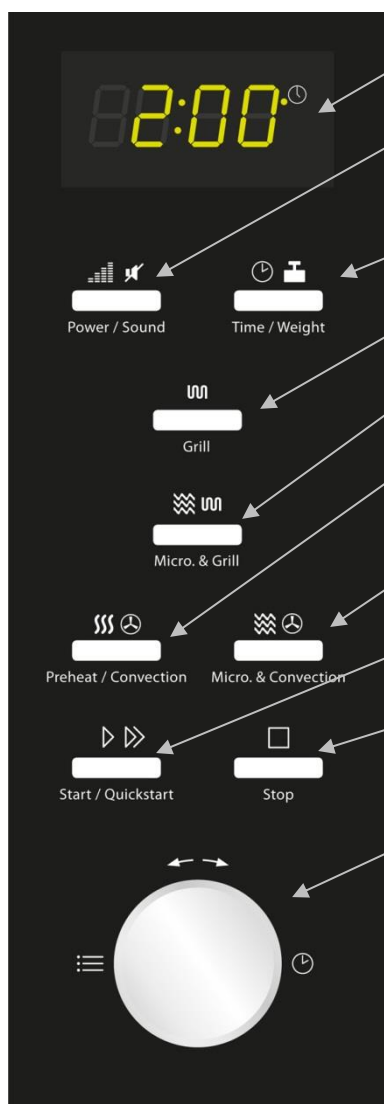 2:00
Power / Sound
Time / Weight
Grill
Micro. & Grill
Preheat / Convection
Micro. & Convection
Start / Quickstart
Stop